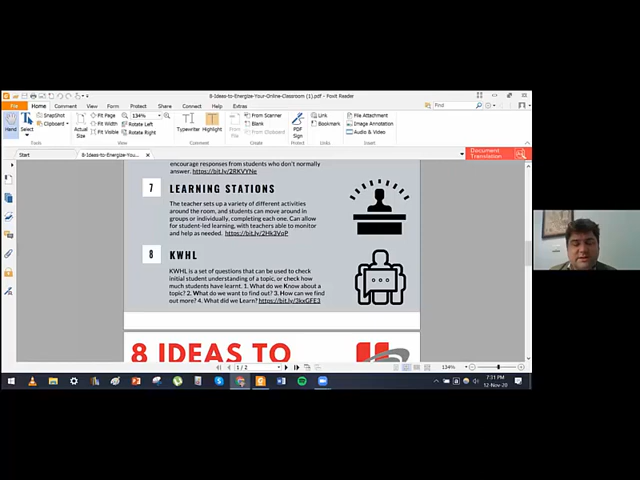 8-Ideas-to-Energize-Your-Online-Classroom (1).pdf - Foxit Reader
File Home Comment View Form Protect Share Connect Help Extras
Find
Hand
Select
SnapShot
Clipboard
Actual Size
Fit Page
Fit Width
Fit Visible
134%
Rotate Left
Rotate Right
Typewriter
Highlight
From File
From Scanner
Blank
From Clipboard
PDF Sign
Link
Bookmark
File Attachment
Image Annotation
Audio & Video
Tools
View
Comment
Create
Protect
Links
Insert
Start
8-Ideas-to-Energize-You...
Document Translation
encourage responses from students who don't normally
answer. https://bit.ly/2RKVYNe
7 LEARNING STATIONS
The teacher sets up a variety of different activities
around the room, and students can move around in
groups or individually, completing each one. Can allow
for student-led learning, with teachers able to monitor
and help as needed. https://bit.ly/2Hk3VoP
8 KWHL
KWHL is a set of questions that can be used to check
initial student understanding of a topic, or check how
much students have learnt. 1. What do we Know about a
topic? 2. What do we want to find out? 3. How can we find
out more? 4. What did we Learn? https://bit.ly/3kxGFE3
8 IDEAS TO
1 / 2
134%
7:31 PM
12-Nov-20